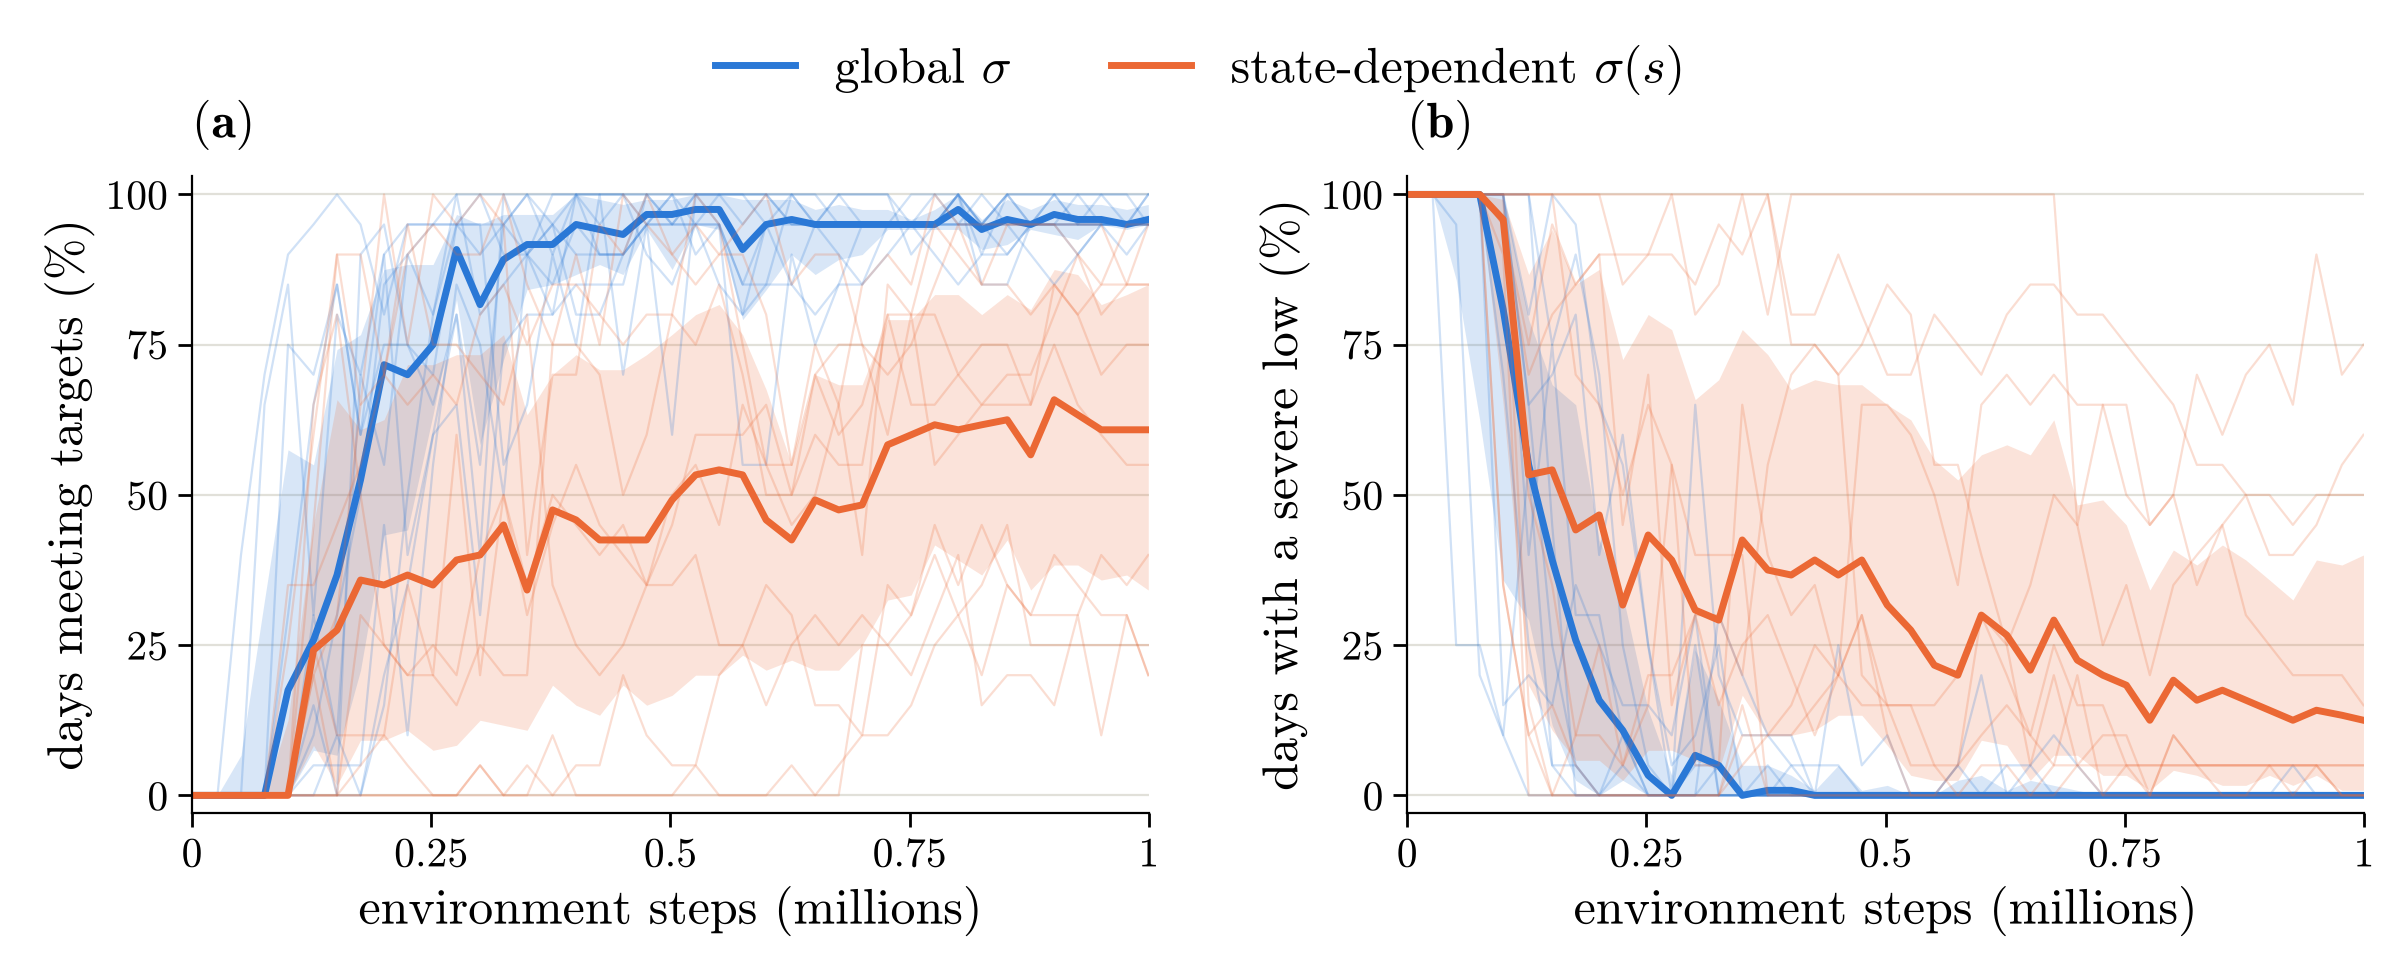 global σ
state-dependent σ(s)
(a)
(b)
days meeting targets (%)
100
75
50
25
0
0 0.25 0.5 0.75 1
environment steps (millions)
days with a severe low (%)
100
75
50
25
0
0 0.25 0.5 0.75 1
environment steps (millions)